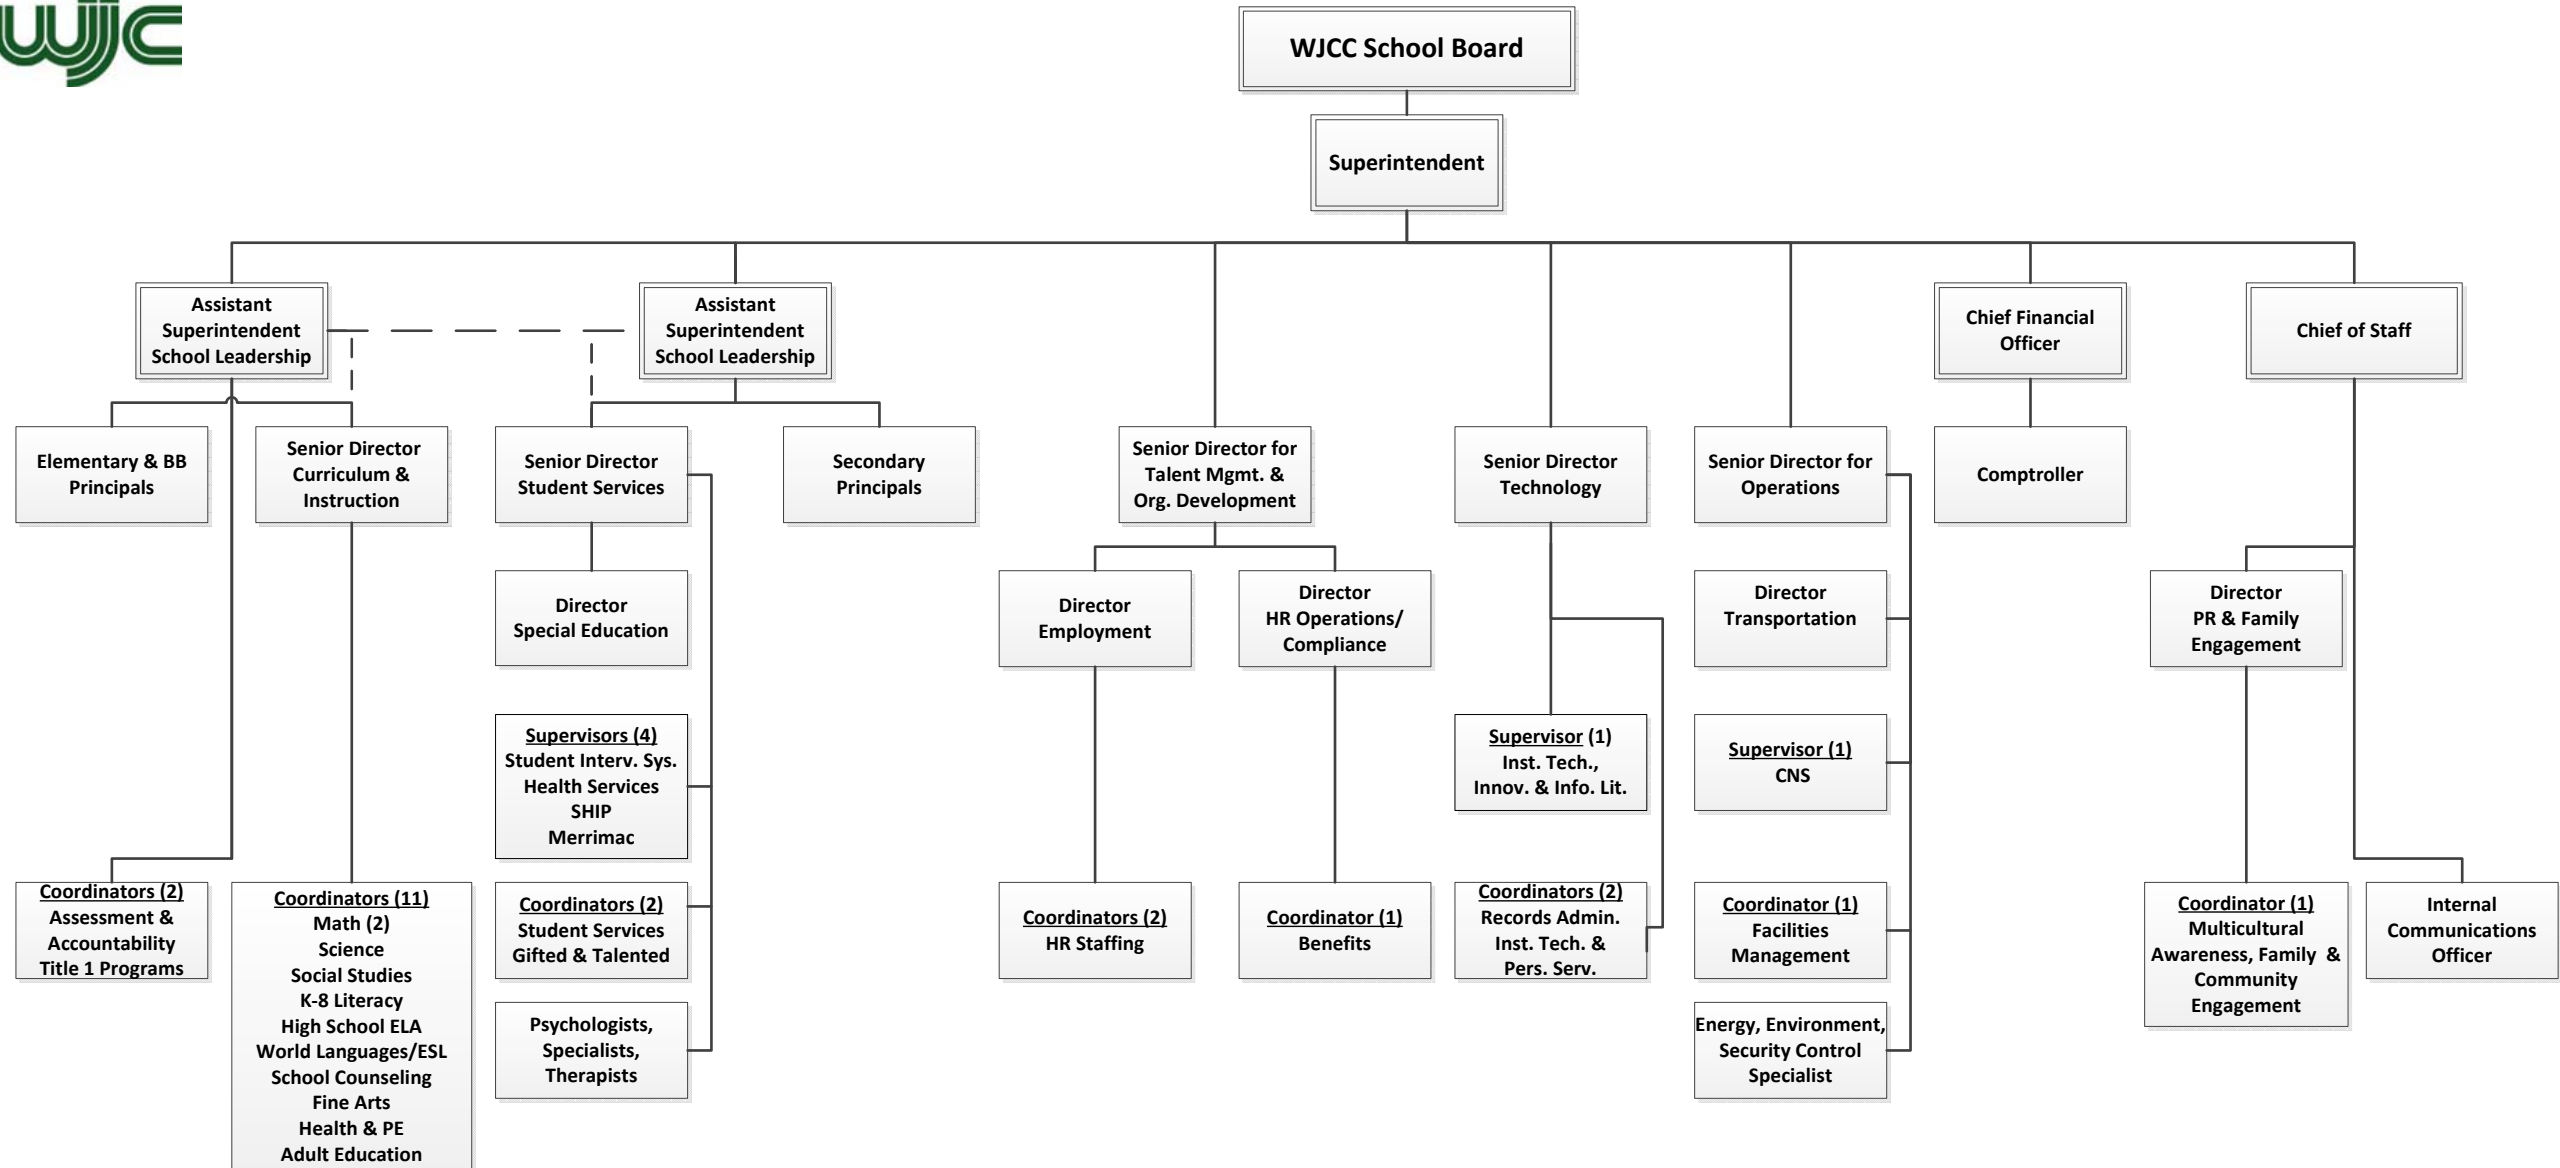 wjc
WJCC School Board
Superintendent
Assistant
Superintendent
School Leadership
Assistant
Superintendent
School Leadership
Chief Financial
Officer
Chief of Staff
Elementary & BB
Principals
Senior Director
Curriculum &
Instruction
Senior Director
Student Services
Secondary
Principals
Senior Director for
Talent Mgmt. &
Org. Development
Senior Director
Technology
Senior Director for
Operations
Comptroller
Director
Special Education
Director
Employment
Director
HR Operations/
Compliance
Director
Transportation
Director
PR & Family
Engagement
Supervisors (4)
Student Interv. Sys.
Health Services
SHIP
Merrimac
Supervisor (1)
Inst. Tech.,
Innov. & Info. Lit.
Supervisor (1)
CNS
Coordinators (2)
Assessment &
Accountability
Title 1 Programs
Coordinators (11)
Math (2)
Science
Social Studies
K-8 Literacy
High School ELA
World Languages/ESL
School Counseling
Fine Arts
Health & PE
Adult Education
Coordinators (2)
Student Services
Gifted & Talented
Coordinators (2)
HR Staffing
Coordinator (1)
Benefits
Coordinators (2)
Records Admin.
Inst. Tech. &
Pers. Serv.
Coordinator (1)
Facilities
Management
Coordinator (1)
Multicultural
Awareness, Family &
Community
Engagement
Internal
Communications
Officer
Psychologists,
Specialists,
Therapists
Energy, Environment,
Security Control
Specialist